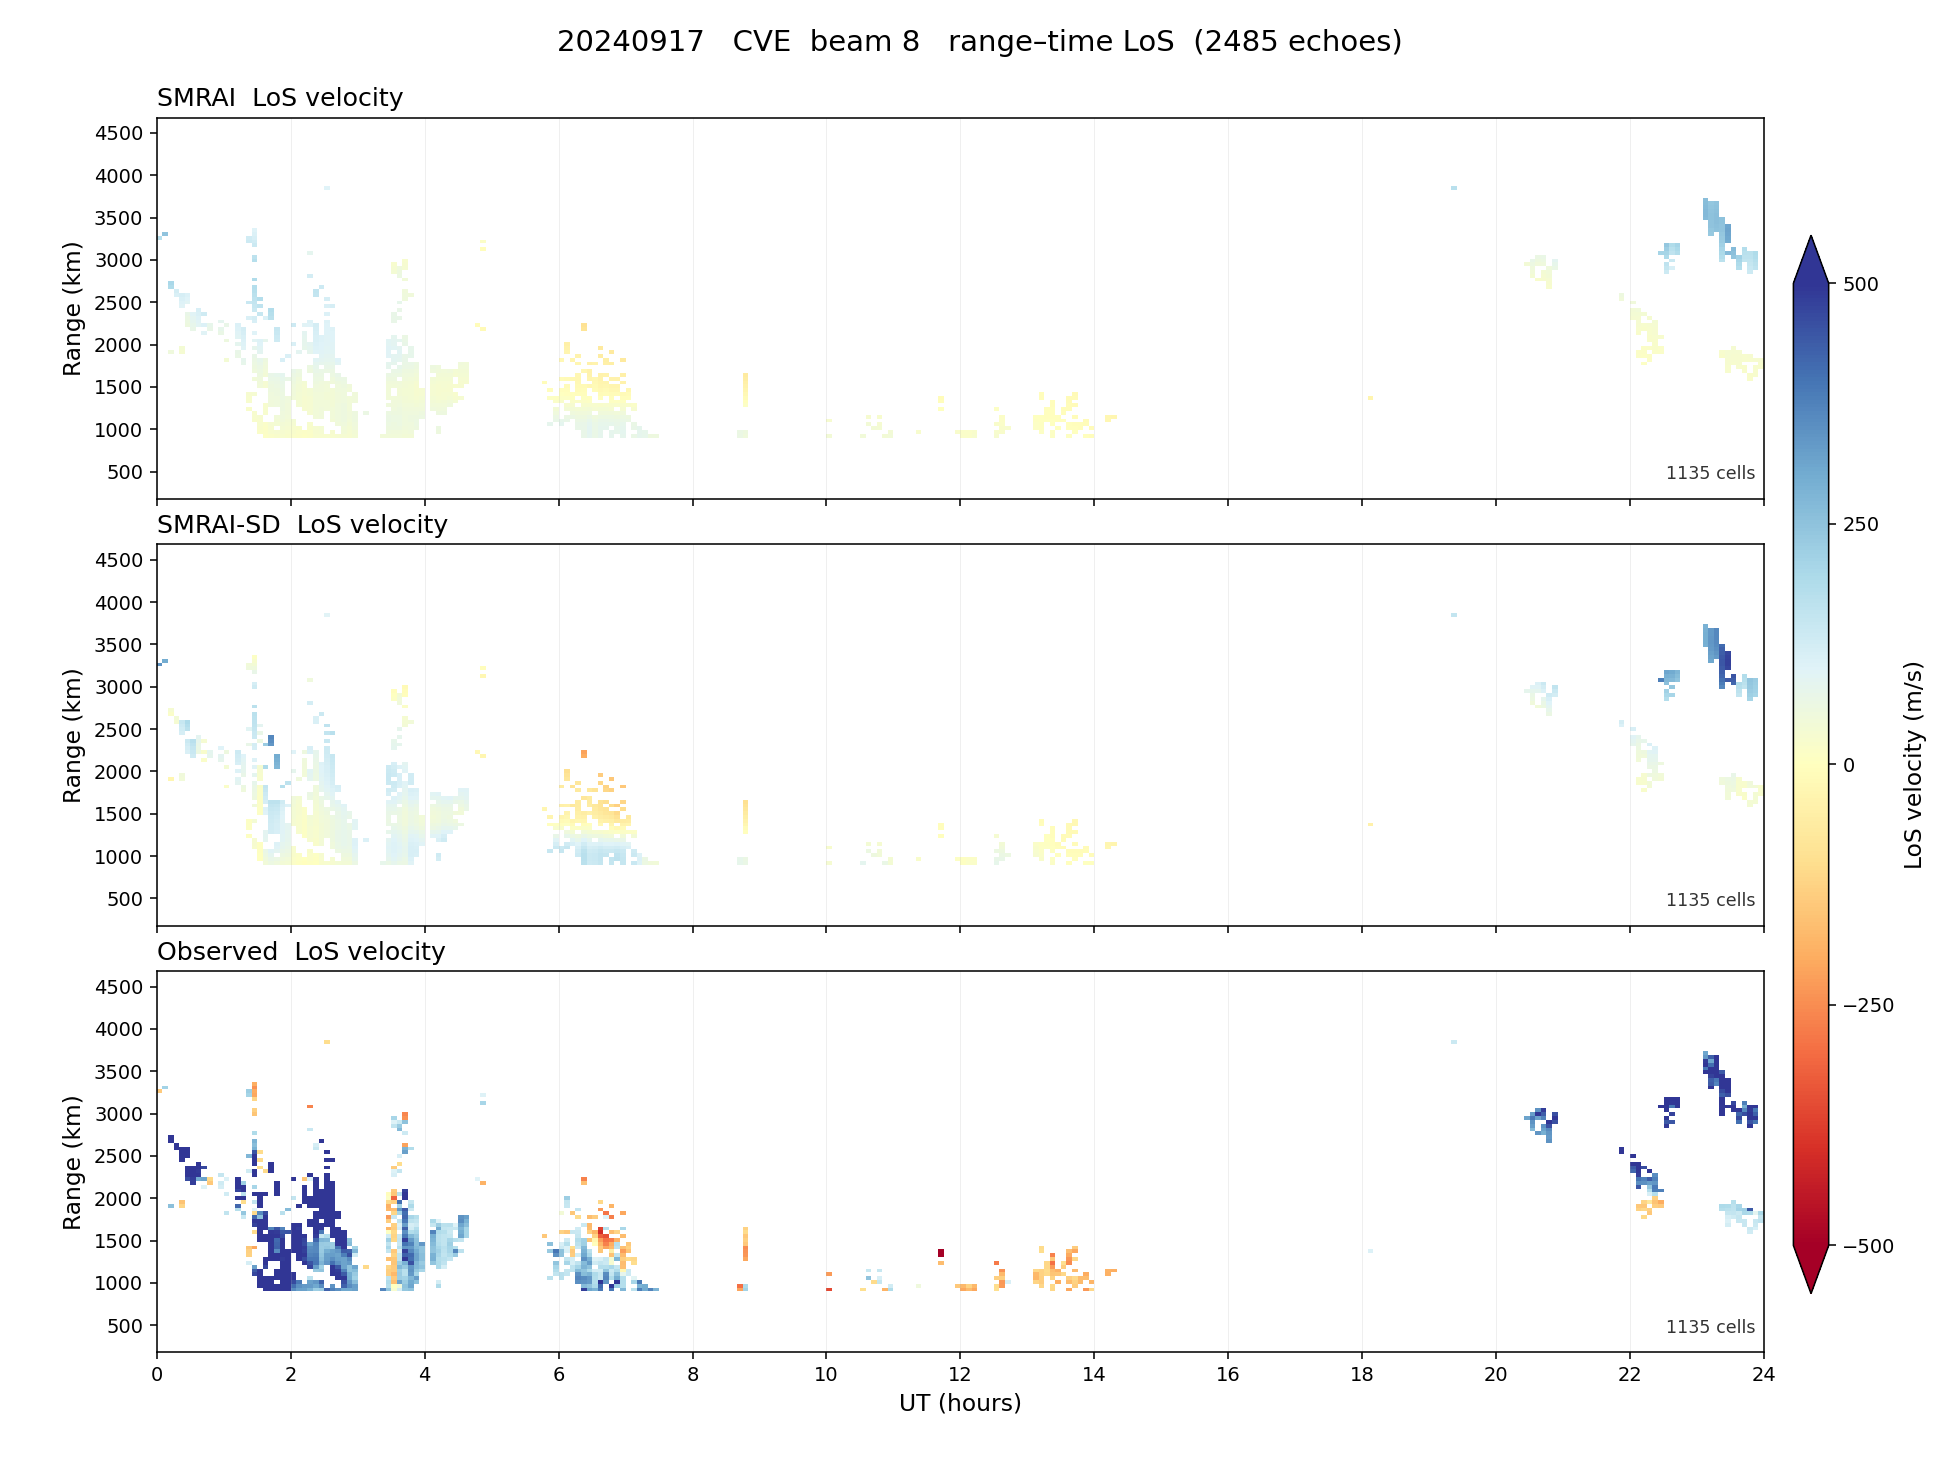 20240917   CVE  beam 8   range–time LoS  (2485 echoes)
SMRAI  LoS velocity
4500
4000
3500
3000
2500
2000
1500
1000
500
Range (km)
1135 cells
SMRAI-SD  LoS velocity
4500
4000
3500
3000
2500
2000
1500
1000
500
Range (km)
1135 cells
Observed  LoS velocity
4500
4000
3500
3000
2500
2000
1500
1000
500
Range (km)
1135 cells
0 2 4 6 8 10 12 14 16 18 20 22 24
UT (hours)
500
250
0
−250
−500
LoS velocity (m/s)